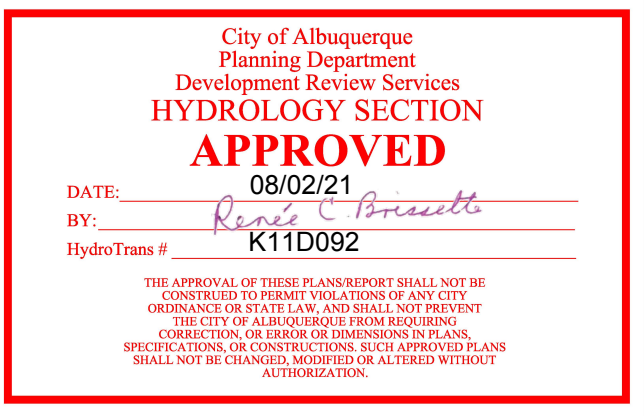 City of Albuquerque
Planning Department
Development Review Services
HYDROLOGY SECTION
APPROVED
DATE: 08/02/21
BY: Renée C. Brissette
HydroTrans # K11D092
THE APPROVAL OF THESE PLANS/REPORT SHALL NOT BE
CONSTRUED TO PERMIT VIOLATIONS OF ANY CITY
ORDINANCE OR STATE LAW, AND SHALL NOT PREVENT
THE CITY OF ALBUQUERQUE FROM REQUIRING
CORRECTION, OR ERROR OR DIMENSIONS IN PLANS,
SPECIFICATIONS, OR CONSTRUCTIONS. SUCH APPROVED PLANS
SHALL NOT BE CHANGED, MODIFIED OR ALTERED WITHOUT
AUTHORIZATION.